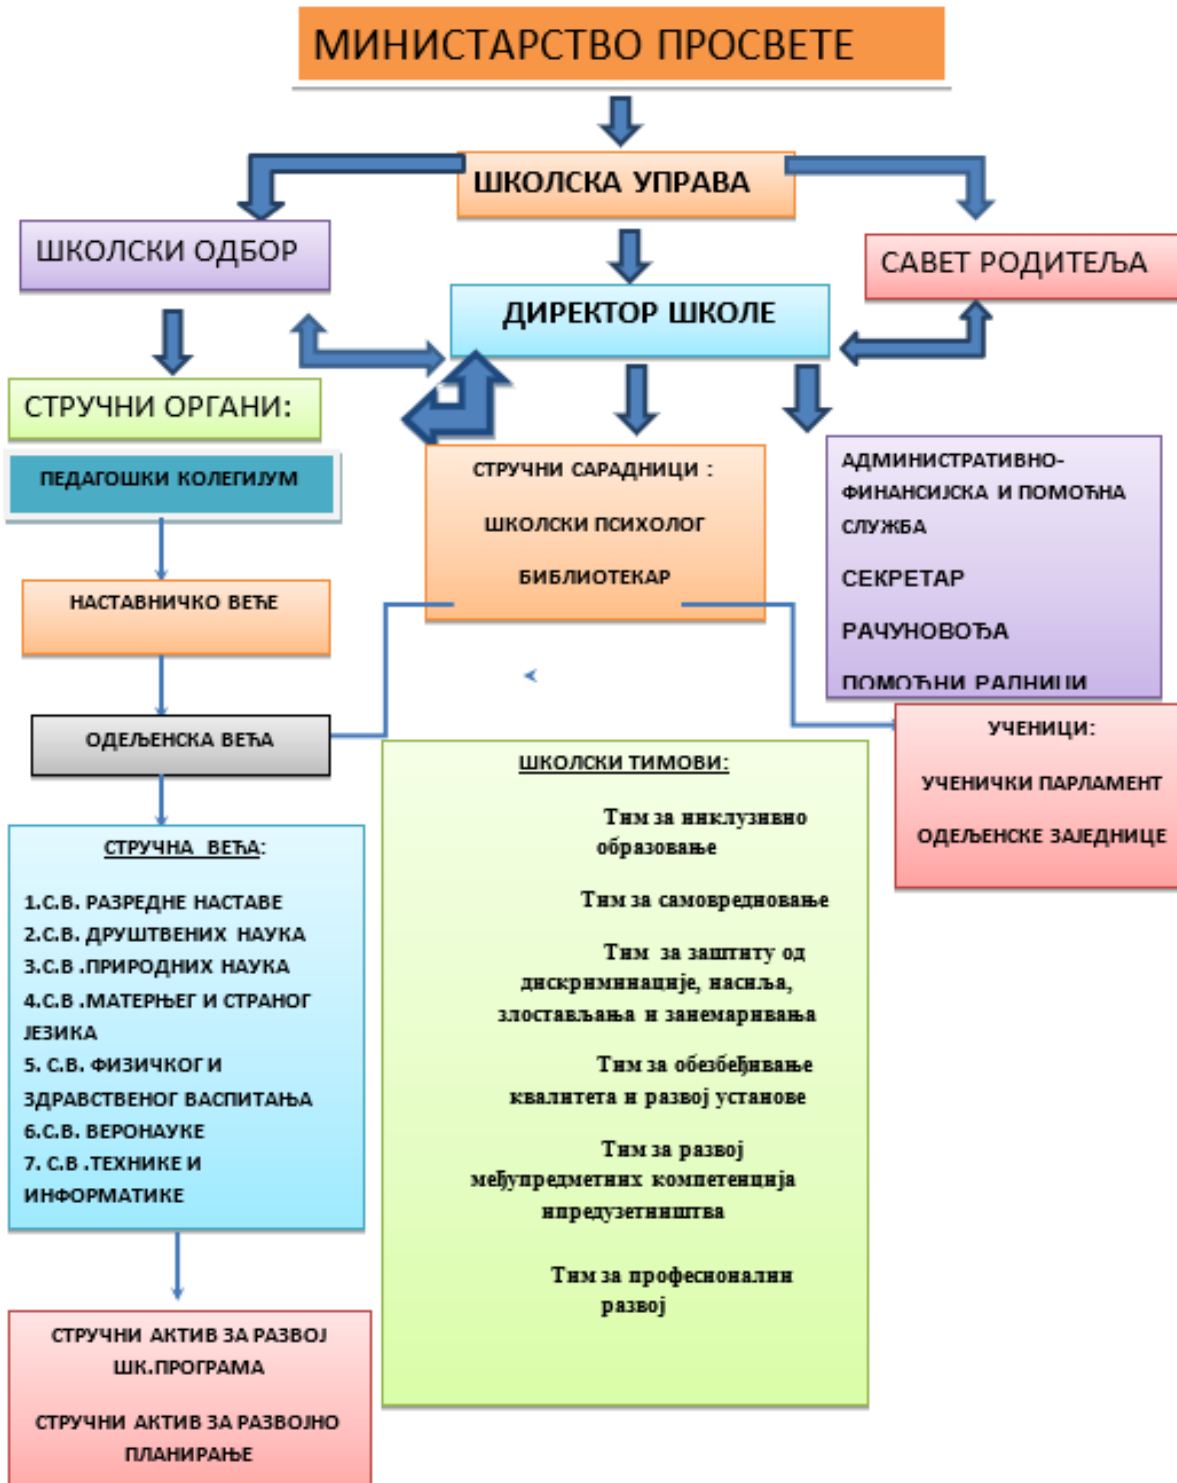 МИНИСТАРСТВО ПРОСВЕТЕ
ШКОЛСКА УПРАВА
ШКОЛСКИ ОДБОР
САВЕТ РОДИТЕЉА
ДИРЕКТОР ШКОЛЕ
СТРУЧНИ ОРГАНИ:
ПЕДАГОШКИ КОЛЕГИЈУМ
НАСТАВНИЧКО ВЕЋЕ
ОДЕЉЕНСКА ВЕЋА
СТРУЧНА ВЕЋА:
1.С.В. РАЗРЕДНЕ НАСТАВЕ
2.С.В. ДРУШТВЕНИХ НАУКА
3.С.В .ПРИРОДНИХ НАУКА
4.С.В .МАТЕРЊЕГ И СТРАНОГ
ЈЕЗИКА
5. С.В. ФИЗИЧКОГ И
ЗДРАВСТВЕНОГ ВАСПИТАЊА
6.С.В. ВЕРОНАУКЕ
7. С.В .ТЕХНИКЕ И
ИНФОРМАТИКЕ
СТРУЧНИ АКТИВ ЗА РАЗВОЈ
ШК.ПРОГРАМА
СТРУЧНИ АКТИВ ЗА РАЗВОЈНО
ПЛАНИРАЊЕ
СТРУЧНИ САРАДНИЦИ :
ШКОЛСКИ ПСИХОЛОГ
БИБЛИОТЕКАР
АДМИНИСТРАТИВНО-
ФИНАНСИЈСКА И ПОМОЋНА
СЛУЖБА
СЕКРЕТАР
РАЧУНОВОЂА
ПОМОЋНИ РАДНИЦИ
УЧЕНИЦИ:
УЧЕНИЧКИ ПАРЛАМЕНТ
ОДЕЉЕНСКЕ ЗАЈЕДНИЦЕ
ШКОЛСКИ ТИМОВИ:
Тим за инклузивно
образовање
Тим за самовредновање
Тим за заштиту од
дискриминације, насиља,
злостављања и занемаривања
Тим за обезбеђивање
квалитета и развој установе
Тим за развој
међупредметних компетенција
ипредузетништва
Тим за професионални
развој